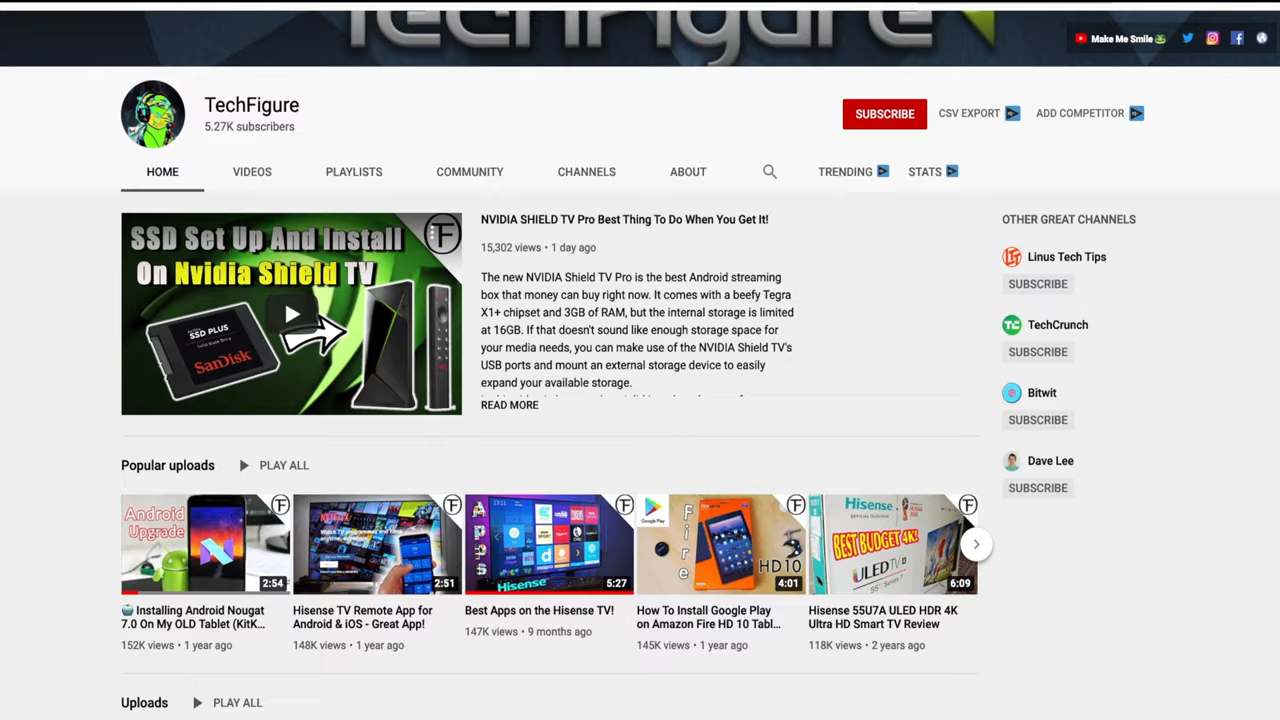 TechFigure
Make Me Smile
TechFigure
5.27K subscribers
SUBSCRIBE
CSV EXPORT
ADD COMPETITOR
HOME
VIDEOS
PLAYLISTS
COMMUNITY
CHANNELS
ABOUT
TRENDING
STATS
SSD Set Up And Install
On Nvidia Shield TV
SSD PLUS
SanDisk
NVIDIA SHIELD TV Pro Best Thing To Do When You Get It!
15,302 views • 1 day ago
The new NVIDIA Shield TV Pro is the best Android streaming
box that money can buy right now. It comes with a beefy Tegra
X1+ chipset and 3GB of RAM, but the internal storage is limited
at 16GB. If that doesn't sound like enough storage space for
your media needs, you can make use of the NVIDIA Shield TV's
USB ports and mount an external storage device to easily
expand your available storage.
READ MORE
OTHER GREAT CHANNELS
Linus Tech Tips
SUBSCRIBE
TechCrunch
SUBSCRIBE
Bitwit
SUBSCRIBE
Dave Lee
SUBSCRIBE
Popular uploads
PLAY ALL
Android
Upgrade
2:54
Installing Android Nougat
7.0 On My OLD Tablet (KitK...
152K views • 1 year ago
NETFLIX
2:51
Hisense TV Remote App for
Android & iOS - Great App!
148K views • 1 year ago
APPS
13:11
Hisense
5:27
Best Apps on the Hisense TV!
147K views • 9 months ago
Google Play
Fire
HD10
4:01
How To Install Google Play
on Amazon Fire HD 10 Tabl...
145K views • 1 year ago
Hisense
OFFICIAL TELEVISION
BEST BUDGET 4K!
ULED TV
55" Series 7
6:09
Hisense 55U7A ULED HDR 4K
Ultra HD Smart TV Review
118K views • 2 years ago
Uploads
PLAY ALL